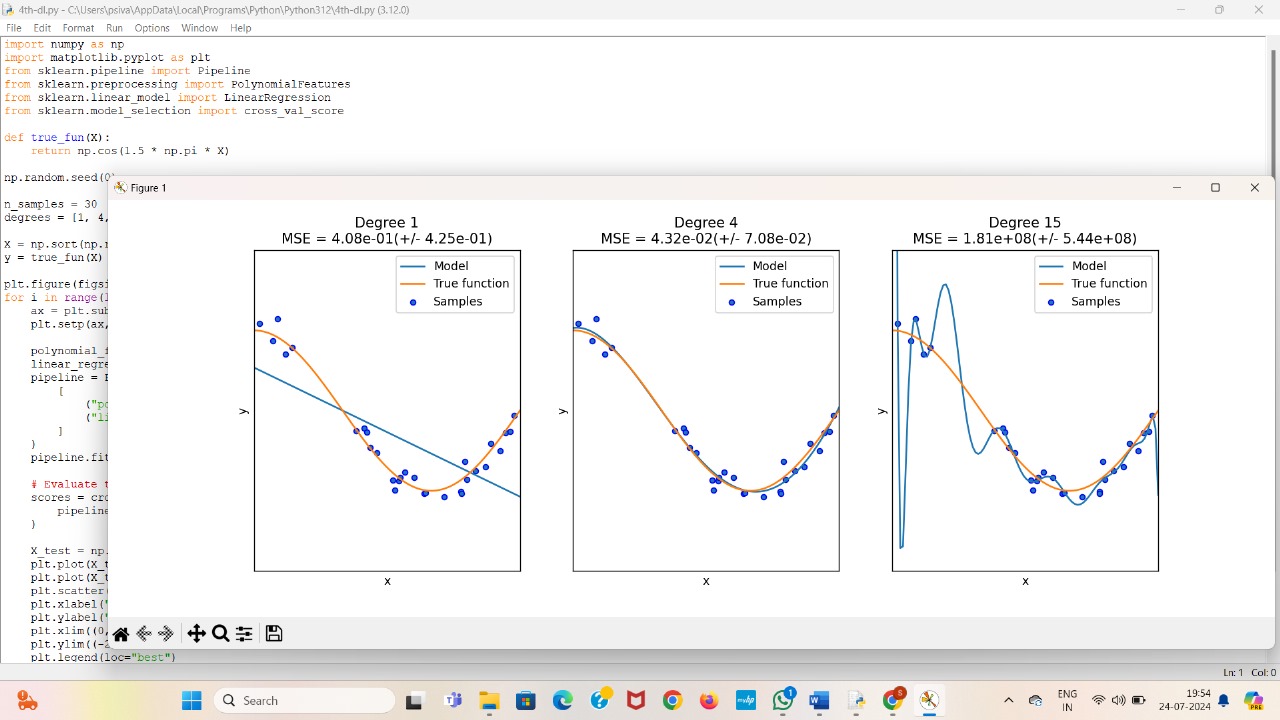 4th-dl.py - C:\Users\psiva\AppData\Local\Programs\Python\Python312\4th-dl.py (3.12.0)
File Edit Format Run Options Window Help
import numpy as np
import matplotlib.pyplot as plt
from sklearn.pipeline import Pipeline
from sklearn.preprocessing import PolynomialFeatures
from sklearn.linear_model import LinearRegression
from sklearn.model_selection import cross_val_score
def true_fun(X):
return np.cos(1.5 * np.pi * X)
np.random.seed(0)
n_samples = 30
degrees = [1, 4,
X = np.sort(np.r
y = true_fun(X)
plt.figure(figsi
for i in range(l
ax = plt.sub
plt.setp(ax,
polynomial_f
linear_regre
pipeline = P
[
("po
("li
]
)
pipeline.fit
# Evaluate t
scores = cro
pipeline
)
X_test = np.
plt.plot(X_t
plt.plot(X_t
plt.scatter(
plt.xlabel("
plt.ylabel("
plt.xlim((0,
plt.ylim((-2
plt.legend(loc="best")
Figure 1
Degree 1
MSE = 4.08e-01(+/- 4.25e-01)
Model
True function
Samples
y
x
Degree 4
MSE = 4.32e-02(+/- 7.08e-02)
Model
True function
Samples
y
x
Degree 15
MSE = 1.81e+08(+/- 5.44e+08)
Model
True function
Samples
y
x
Ln: 1 Col: 0
Search
myhp
1
W
S
ENG
IN
19:54
24-07-2024
PRE